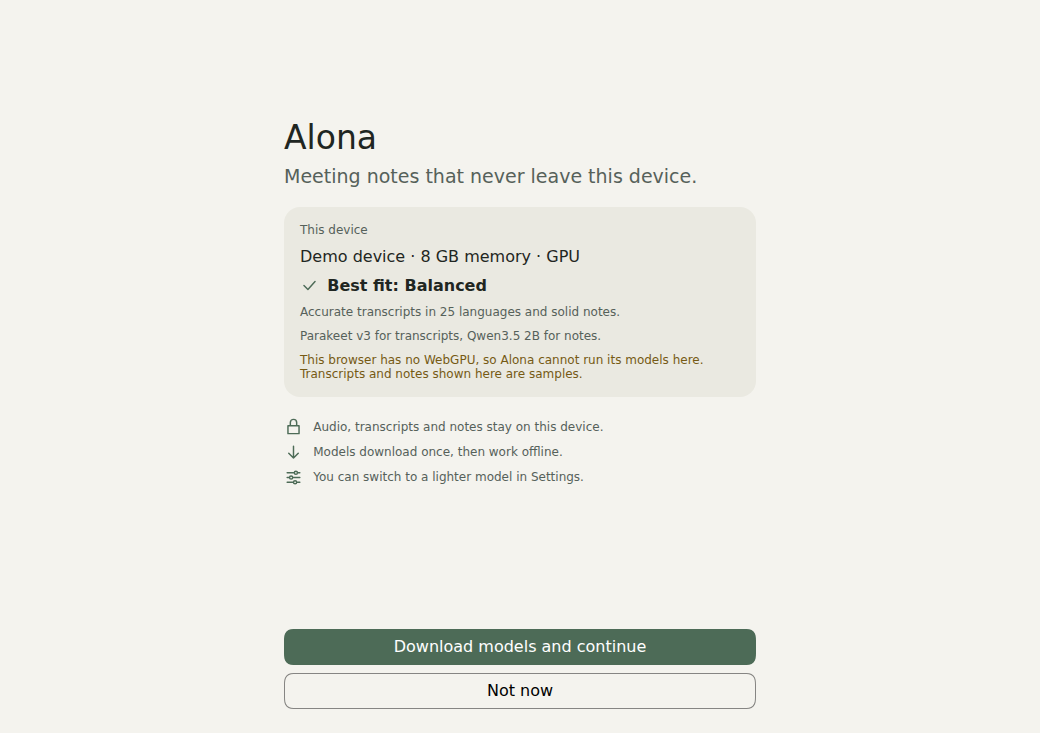 Alona
Meeting notes that never leave this device.
This device
Demo device · 8 GB memory · GPU
Best fit: Balanced
Accurate transcripts in 25 languages and solid notes.
Parakeet v3 for transcripts, Qwen3.5 2B for notes.
This browser has no WebGPU, so Alona cannot run its models here.
Transcripts and notes shown here are samples.
Audio, transcripts and notes stay on this device.
Models download once, then work offline.
You can switch to a lighter model in Settings.
Download models and continue
Not now